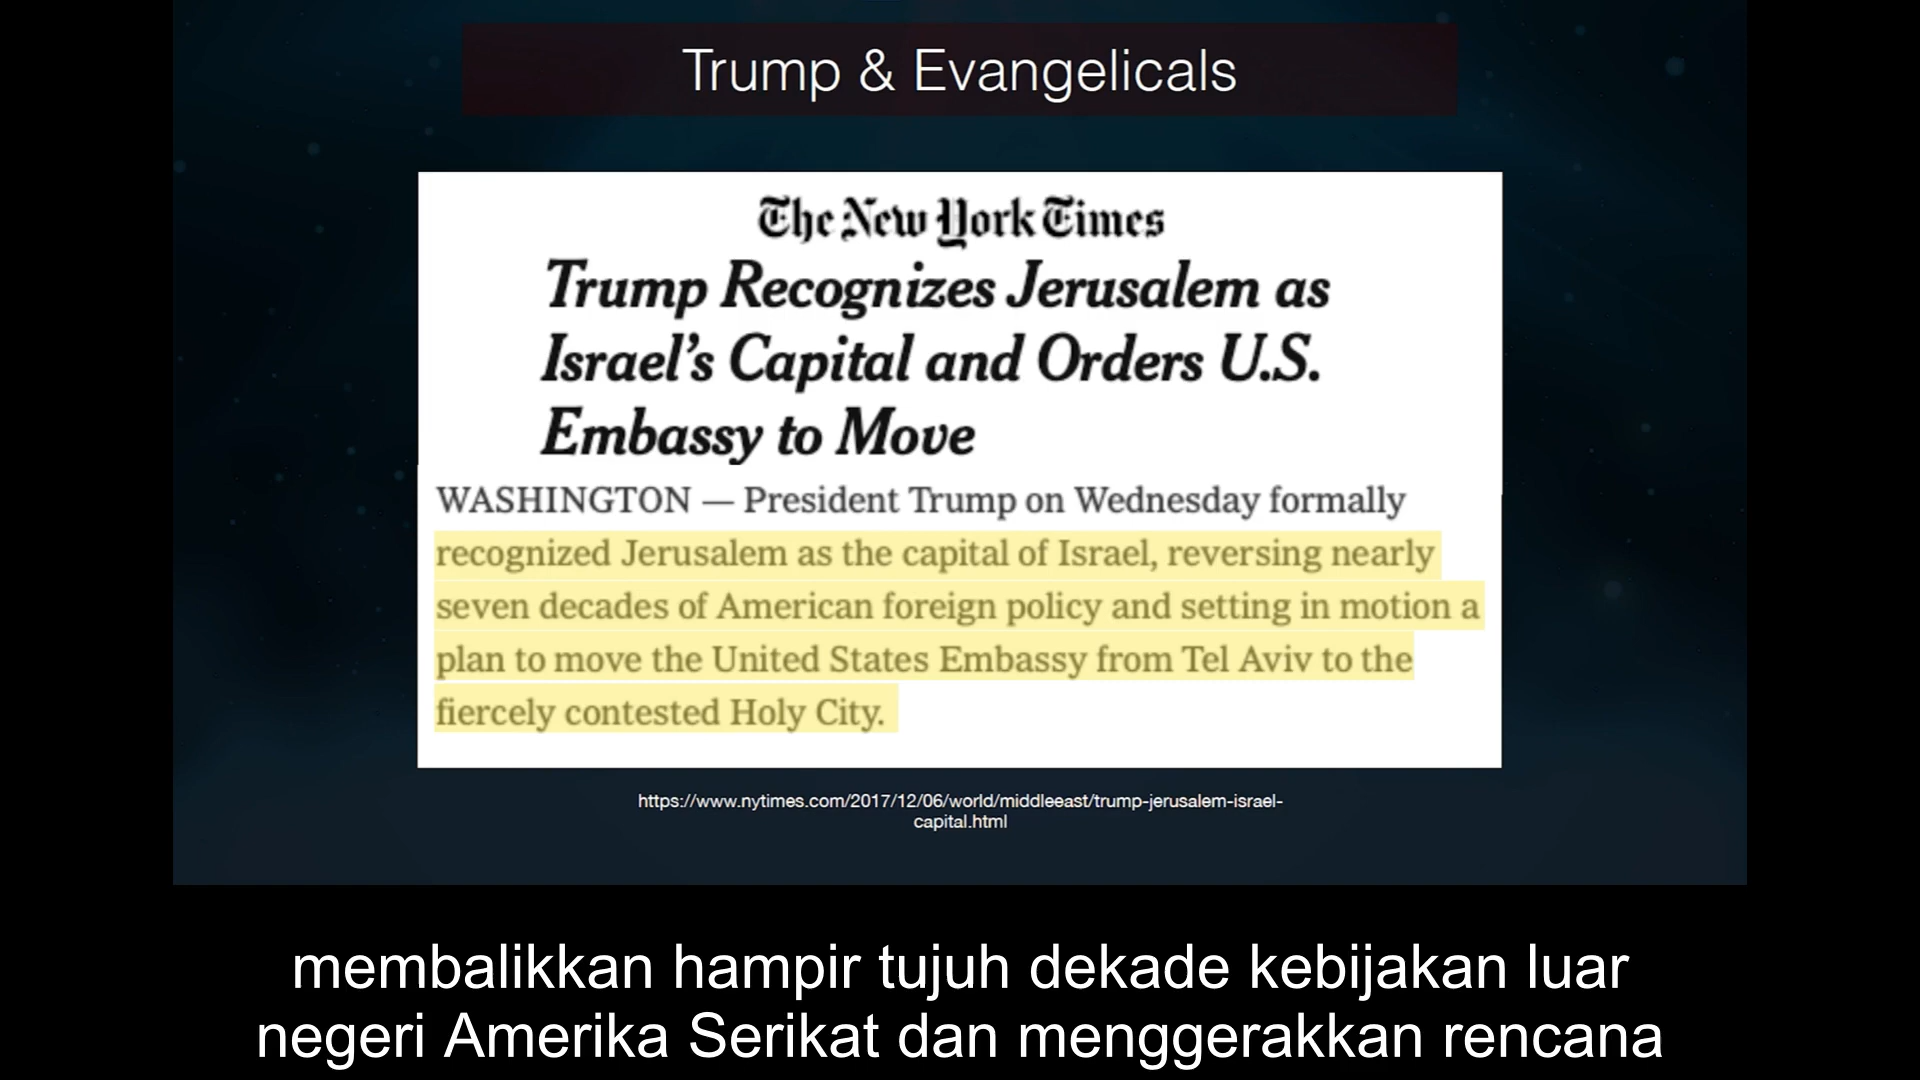 Trump & Evangelicals
The New York Times
Trump Recognizes Jerusalem as
Israel’s Capital and Orders U.S.
Embassy to Move
WASHINGTON — President Trump on Wednesday formally
recognized Jerusalem as the capital of Israel, reversing nearly
seven decades of American foreign policy and setting in motion a
plan to move the United States Embassy from Tel Aviv to the
fiercely contested Holy City.
https://www.nytimes.com/2017/12/06/world/middleeast/trump-jerusalem-israel-
capital.html
membalikkan hampir tujuh dekade kebijakan luar
negeri Amerika Serikat dan menggerakkan rencana